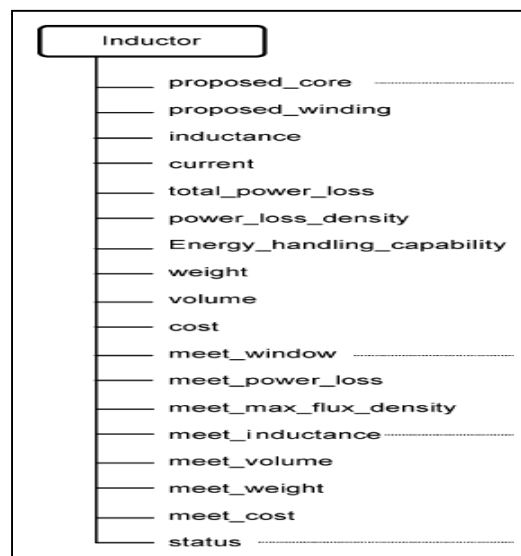 Inductor
proposed_core
proposed_winding
inductance
current
total_power_loss
power_loss_density
Energy_handling_capability
weight
volume
cost
meet_window
meet_power_loss
meet_max_flux_density
meet_inductance
meet_volume
meet_weight
meet_cost
status